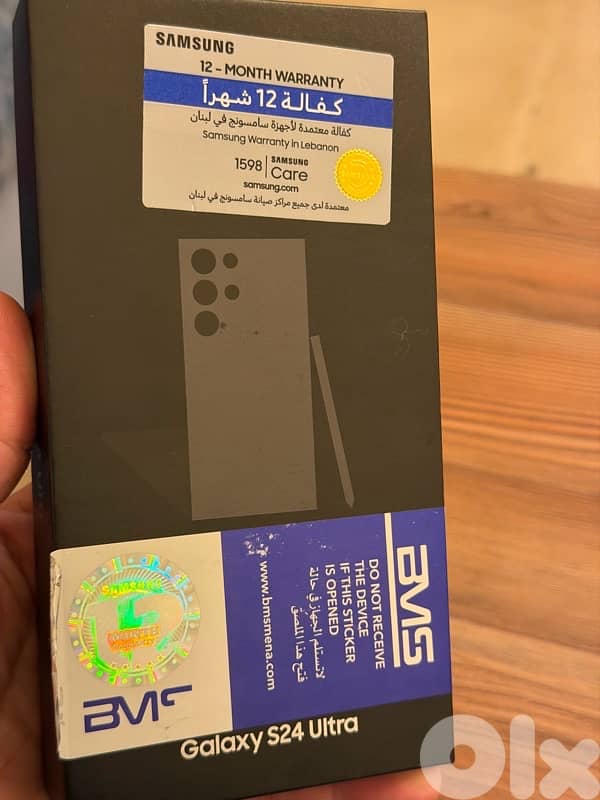 SAMSUNG
12 - MONTH WARRANTY
كفالة 12 شهراً
كفالة معتمدة لأجهزة سامسونج في لبنان
Samsung Warranty in Lebanon
1598 | SAMSUNG Care
samsung.com
معتمدة لدى جميع مراكز صيانة سامسونج في لبنان
BMS
DO NOT RECEIVE
THE DEVICE
IF THIS STICKER
IS OPENED
لاتستلم الجهاز في حالة
فتح هذا الملصق
www.bmsmena.com
SAMSUNG
BMS
Galaxy S24 Ultra
olx